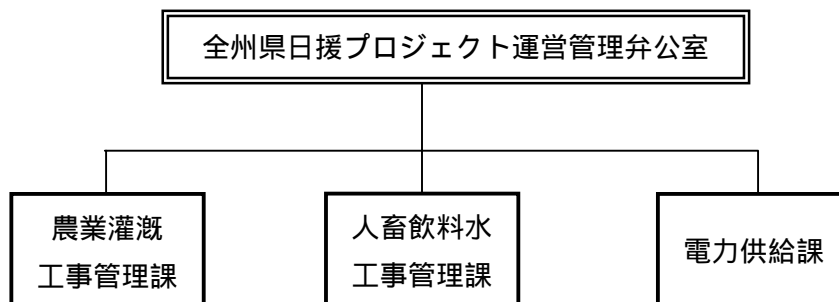 全州県日援プロジェクト運営管理弁公室
農業灌漑
工事管理課
人畜飲料水
工事管理課
電力供給課